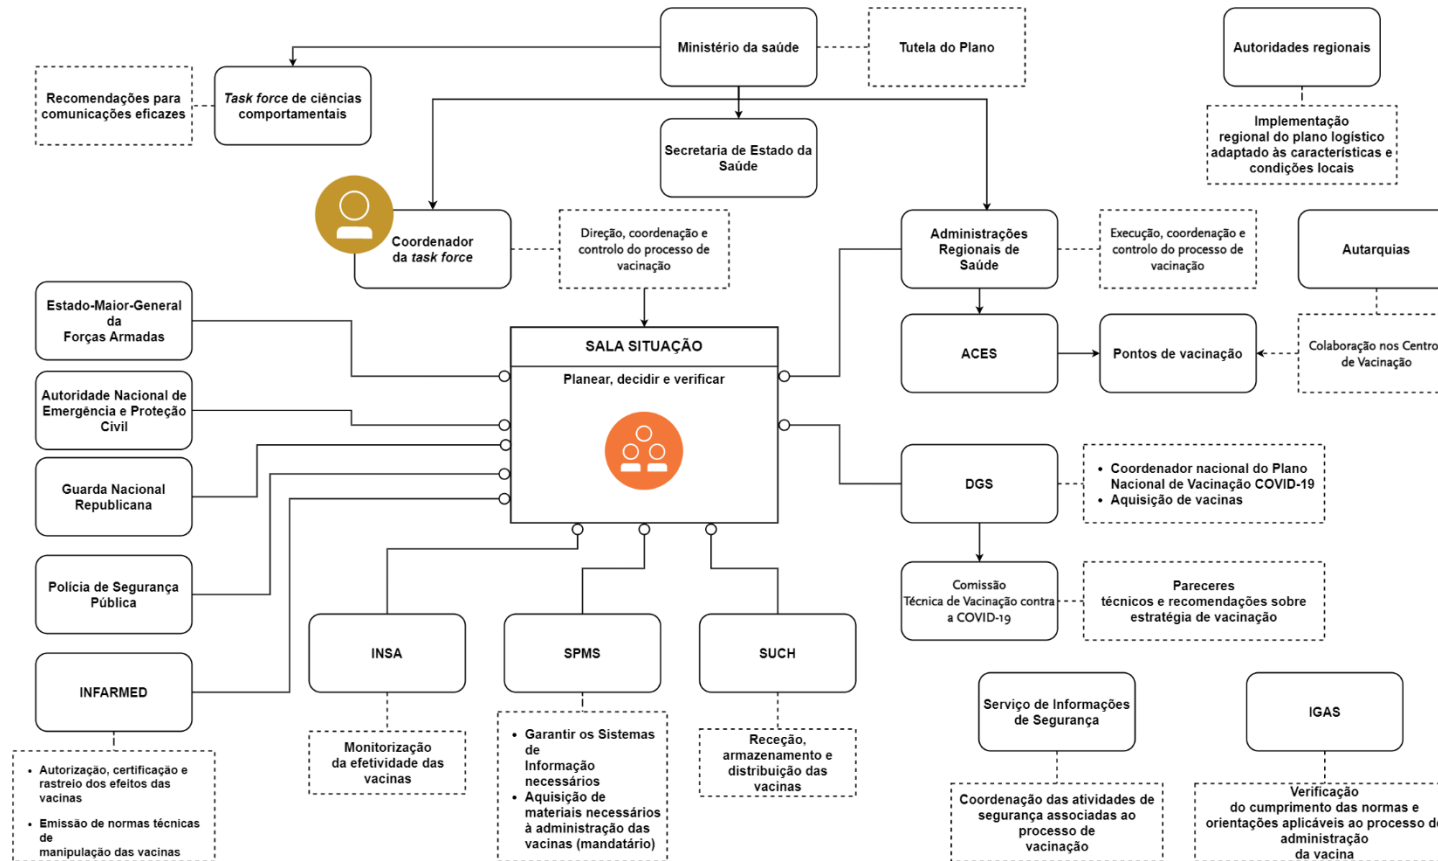 Ministério da saúde
Tutela do Plano
Autoridades regionais
Recomendações para
comunicações eficazes
Task force de ciências
comportamentais
Implementação
regional do plano logístico
adaptado às características e
condições locais
Secretaria de Estado da
Saúde
Coordenador
da task force
Direção, coordenação e
controlo do processo de
vacinação
Administrações
Regionais de
Saúde
Execução, coordenação e
controlo do processo de
vacinação
Autarquias
Estado-Maior-General
da
Forças Armadas
SALA SITUAÇÃO
Planear, decidir e verificar
ACES
Pontos de vacinação
Colaboração nos Centro
de Vacinação
Autoridade Nacional de
Emergência e Proteção
Civil
Guarda Nacional
Republicana
DGS
• Coordenador nacional do Plano
Nacional de Vacinação COVID-19
• Aquisição de vacinas
Polícia de Segurança
Pública
Comissão
Técnica de Vacinação contra
a COVID-19
Pareceres
técnicos e recomendações sobre
estratégia de vacinação
INFARMED
INSA
SPMS
SUCH
Serviço de Informações
de Segurança
IGAS
• Autorização, certificação e
rastreio dos efeitos das
vacinas
• Emissão de normas técnicas
de
manipulação das vacinas
Monitorização
da efetividade das
vacinas
• Garantir os Sistemas
de
Informação
necessários
• Aquisição de
materiais necessários
à administração das
vacinas (mandatário)
Receção,
armazenamento e
distribuição das
vacinas
Coordenação das atividades de
segurança associadas ao
processo de
vacinação
Verificação
do cumprimento das normas e
orientações aplicáveis ao processo de
administração
da vacina